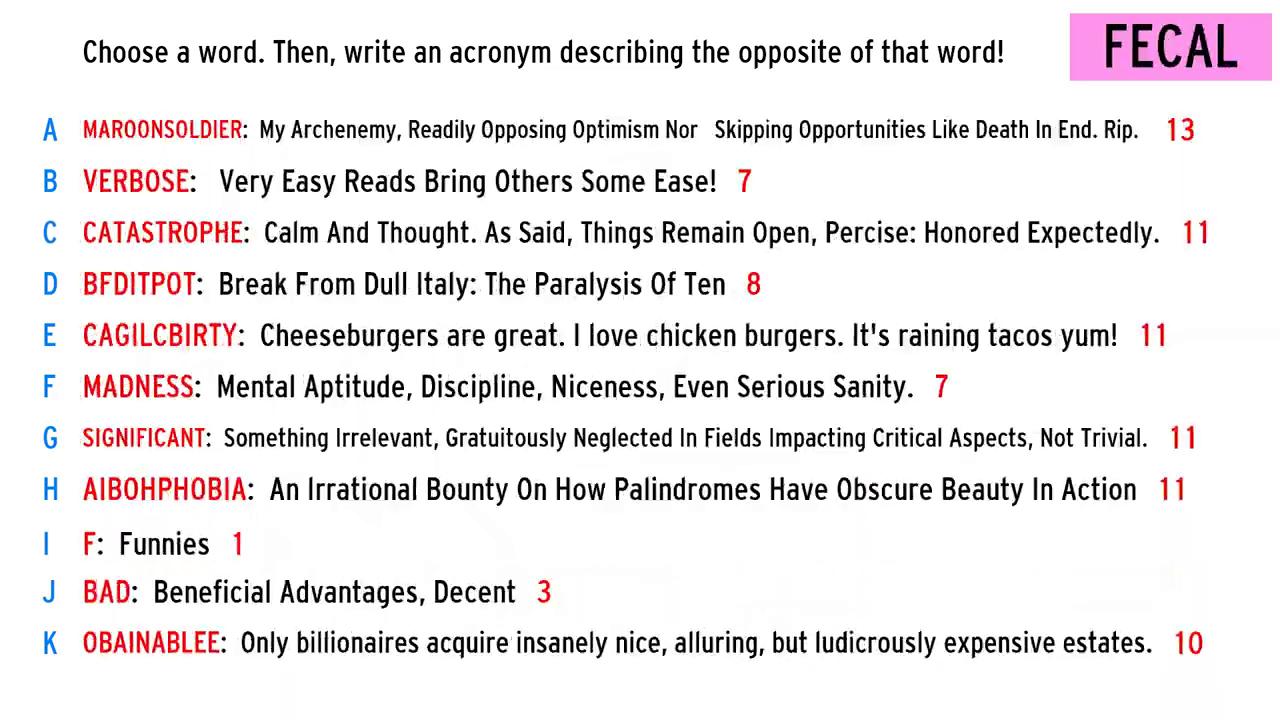 Choose a word. Then, write an acronym describing the opposite of that word!
FECAL
A MAROONSOLDIER: My Archenemy, Readily Opposing Optimism Nor Skipping Opportunities Like Death In End. Rip. 13
B VERBOSE: Very Easy Reads Bring Others Some Ease! 7
C CATASTROPHE: Calm And Thought. As Said, Things Remain Open, Percise: Honored Expectedly. 11
D BFDITPOT: Break From Dull Italy: The Paralysis Of Ten 8
E CAGILCBIRTY: Cheeseburgers are great. I love chicken burgers. It's raining tacos yum! 11
F MADNESS: Mental Aptitude, Discipline, Niceness, Even Serious Sanity. 7
G SIGNIFICANT: Something Irrelevant, Gratuitously Neglected In Fields Impacting Critical Aspects, Not Trivial. 11
H AIBOHPHOBIA: An Irrational Bounty On How Palindromes Have Obscure Beauty In Action 11
I F: Funnies 1
J BAD: Beneficial Advantages, Decent 3
K OBAINABLEE: Only billionaires acquire insanely nice, alluring, but ludicrously expensive estates. 10